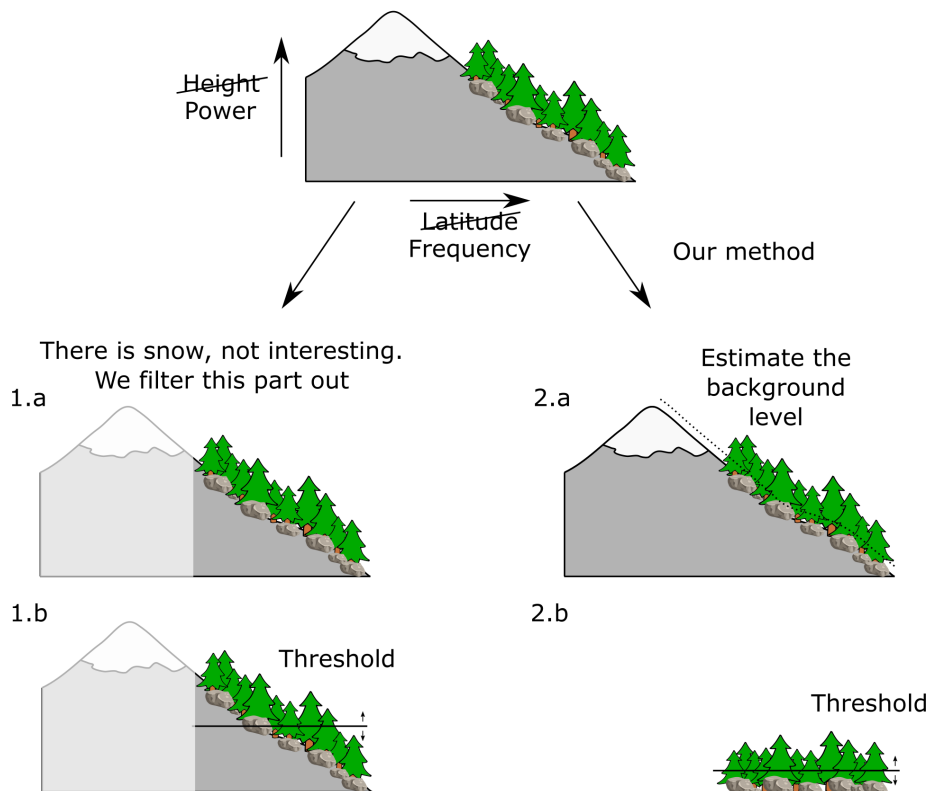 Height
Power
Latitude
Frequency
Our method
There is snow, not interesting.
We filter this part out
1.a
Estimate the
background
level
2.a
1.b
Threshold
2.b
Threshold